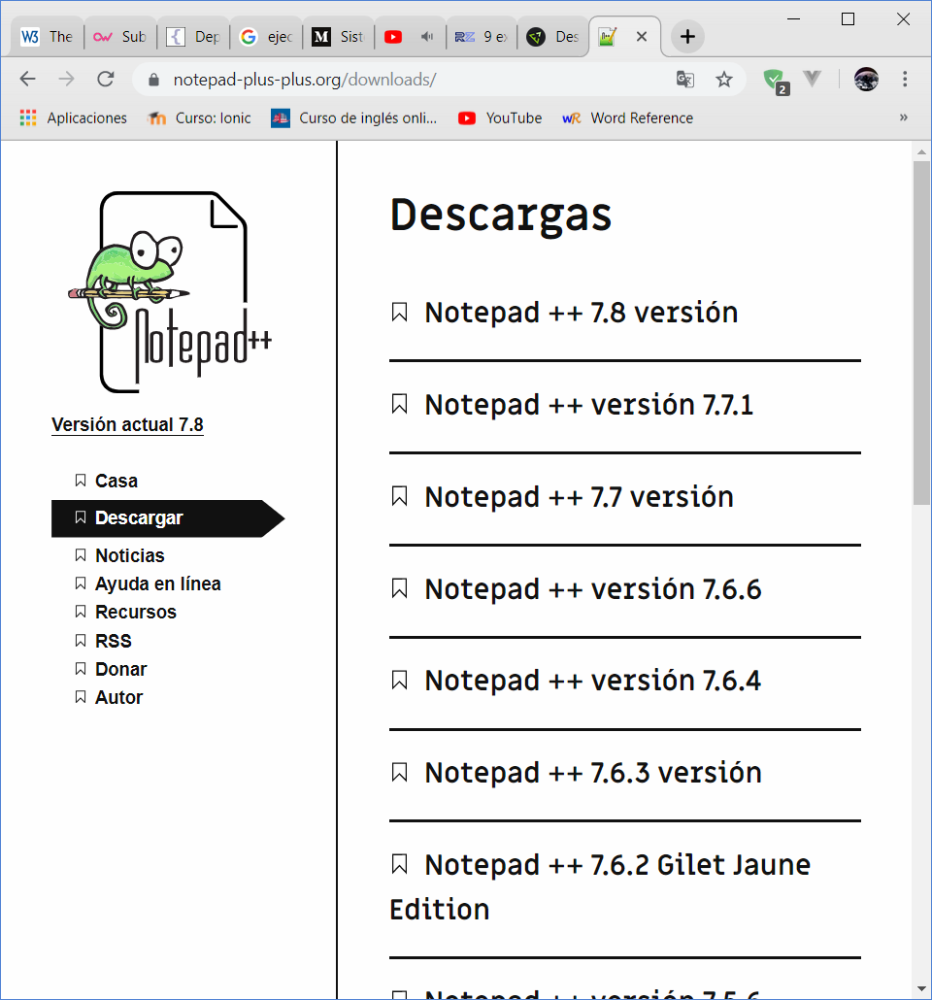 The
Sub
Dep
ejec
Sist
9 ex
Des
notepad-plus-plus.org/downloads/
2
Aplicaciones
Curso: Ionic
Curso de inglés onli...
YouTube
Word Reference
»
Notepad++
Versión actual 7.8
Casa
Descargar
Noticias
Ayuda en línea
Recursos
RSS
Donar
Autor
Descargas
Notepad ++ 7.8 versión
Notepad ++ versión 7.7.1
Notepad ++ 7.7 versión
Notepad ++ versión 7.6.6
Notepad ++ versión 7.6.4
Notepad ++ 7.6.3 versión
Notepad ++ 7.6.2 Gilet Jaune
Edition
Notepad ++ versión 7.5.6